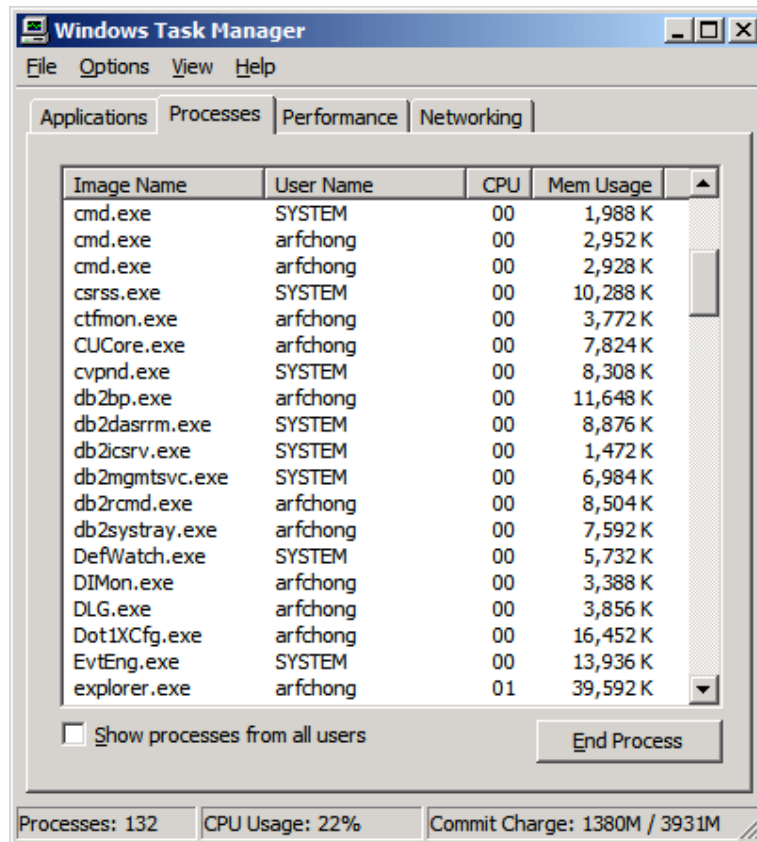 Windows Task Manager
File Options View Help
Applications Processes Performance Networking
Image Name User Name CPU Mem Usage
cmd.exe SYSTEM 00 1,988 K
cmd.exe arfchong 00 2,952 K
cmd.exe arfchong 00 2,928 K
csrss.exe SYSTEM 00 10,288 K
ctfmon.exe arfchong 00 3,772 K
CUCore.exe arfchong 00 7,824 K
cvpnd.exe SYSTEM 00 8,308 K
db2bp.exe arfchong 00 11,648 K
db2dasrrm.exe SYSTEM 00 8,876 K
db2icsrv.exe SYSTEM 00 1,472 K
db2mgmtsvc.exe SYSTEM 00 6,984 K
db2rcmd.exe arfchong 00 8,504 K
db2systray.exe arfchong 00 7,592 K
DefWatch.exe SYSTEM 00 5,732 K
DIMon.exe arfchong 00 3,388 K
DLG.exe arfchong 00 3,856 K
Dot1XCfg.exe arfchong 00 16,452 K
EvtEng.exe SYSTEM 00 13,936 K
explorer.exe arfchong 01 39,592 K
Show processes from all users End Process
Processes: 132 CPU Usage: 22% Commit Charge: 1380M / 3931M